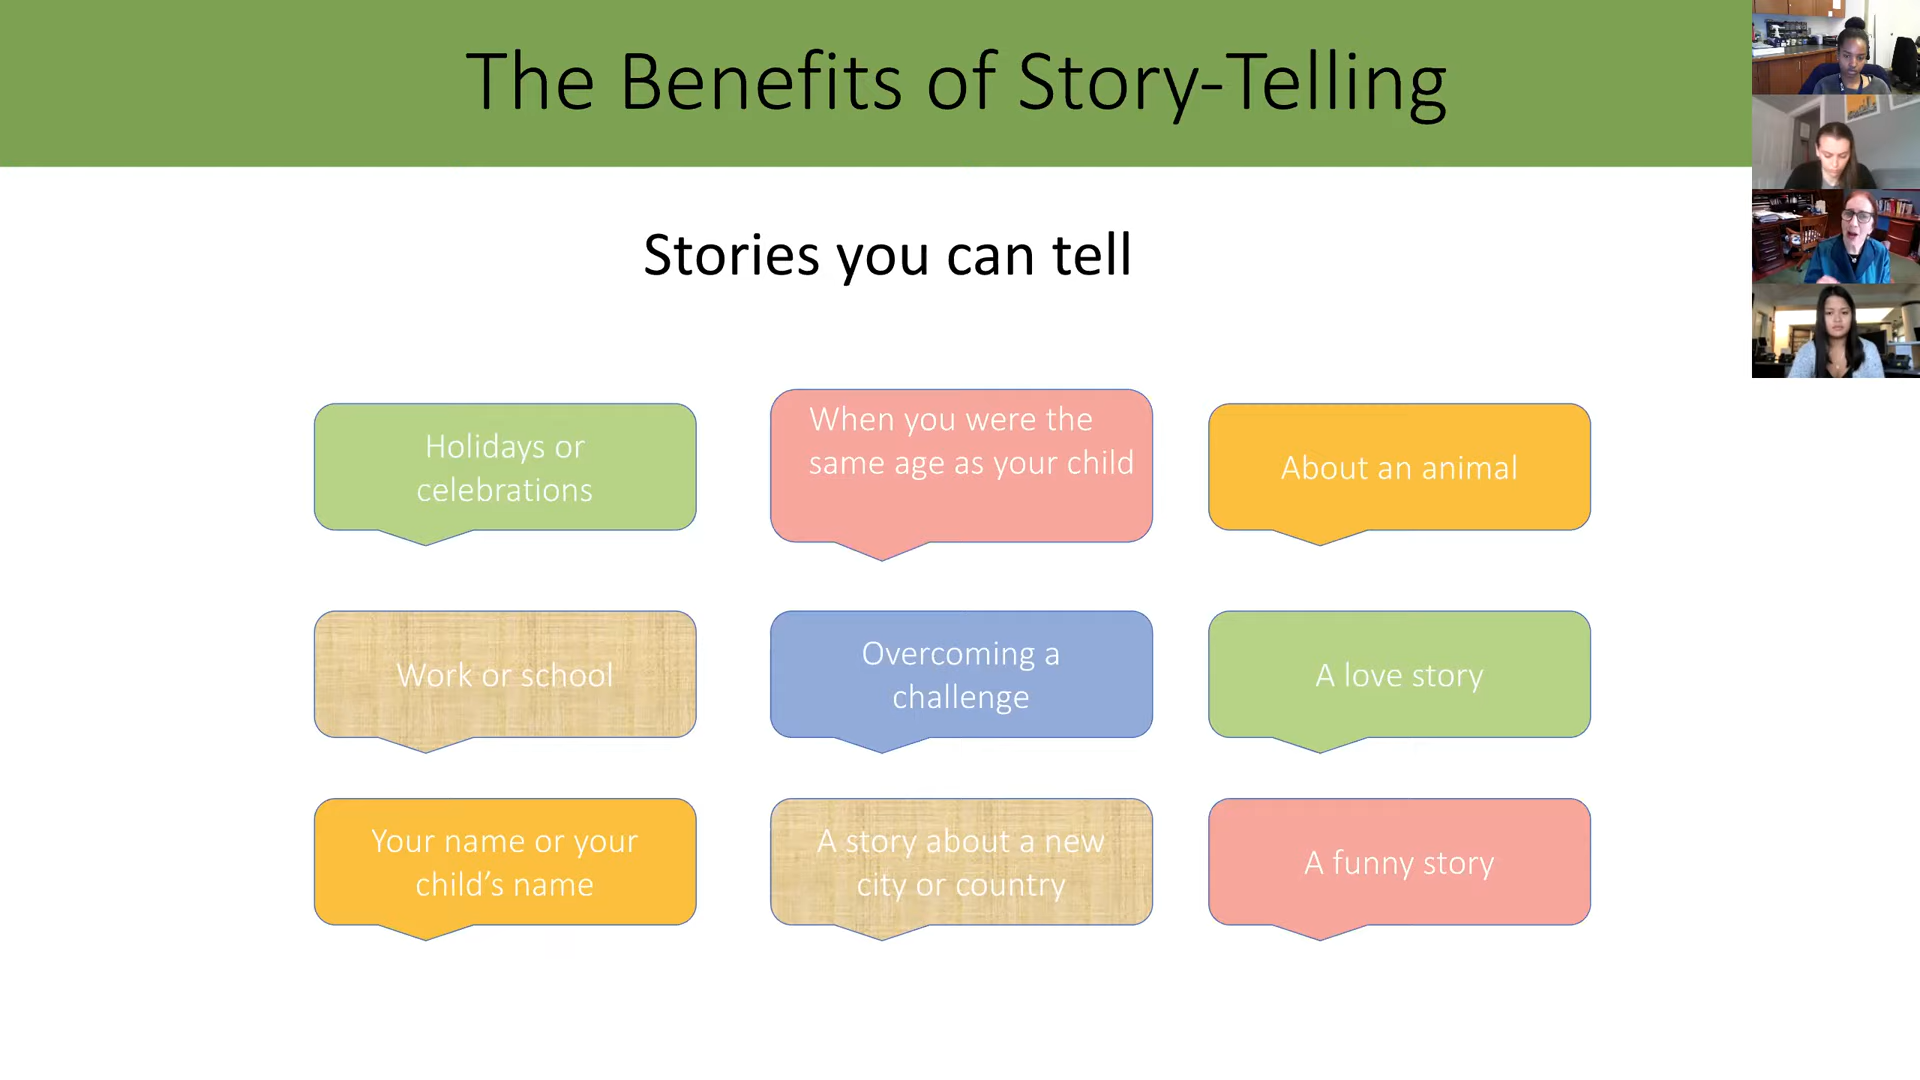 The Benefits of Story-Telling
Stories you can tell
Holidays or
celebrations
When you were the
same age as your child
About an animal
Work or school
Overcoming a
challenge
A love story
Your name or your
child’s name
A story about a new
city or country
A funny story